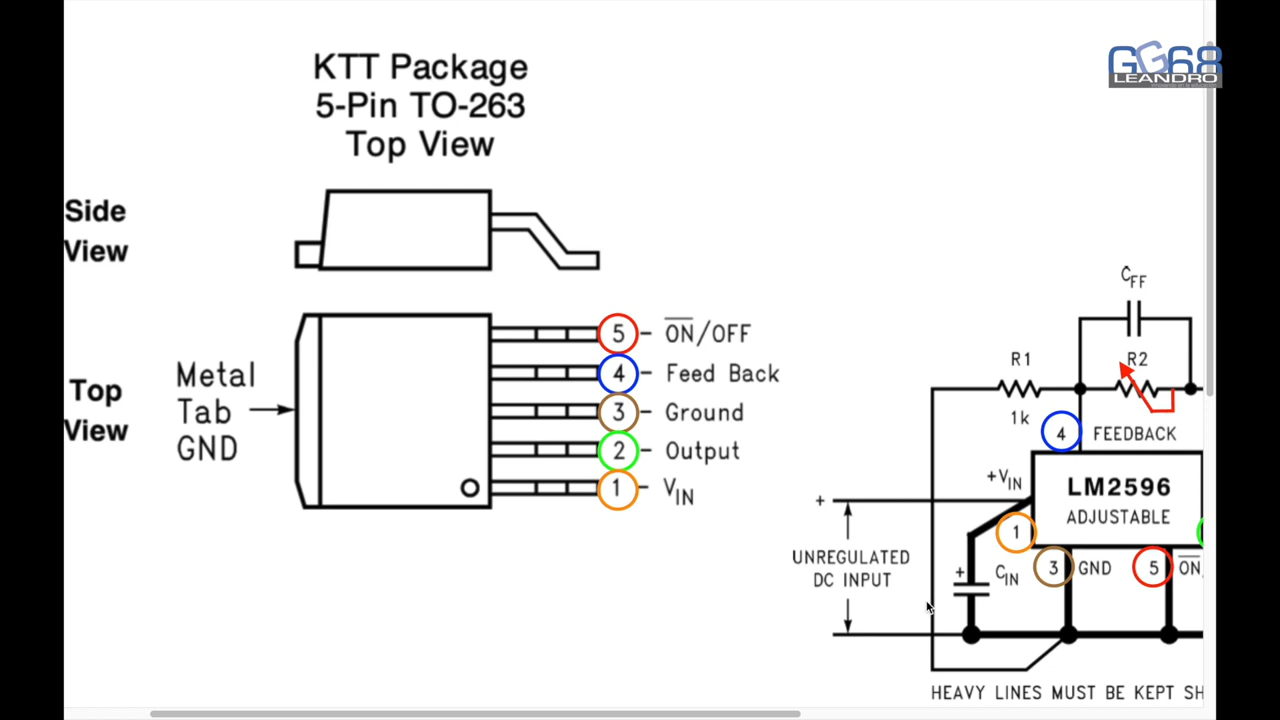 GG68
LEANDRO
KTT Package
5-Pin TO-263
Top View
Side
View
Top
View
Metal
Tab
GND
5 - O̅N̅/OFF
4 - Feed Back
3 - Ground
2 - Output
1 - VIN
CFF
R1
R2
1k
4 FEEDBACK
+VIN
LM2596
ADJUSTABLE
+
1
UNREGULATED
DC INPUT
+
CIN
3 GND
5 O̅N̅
HEAVY LINES MUST BE KEPT SH